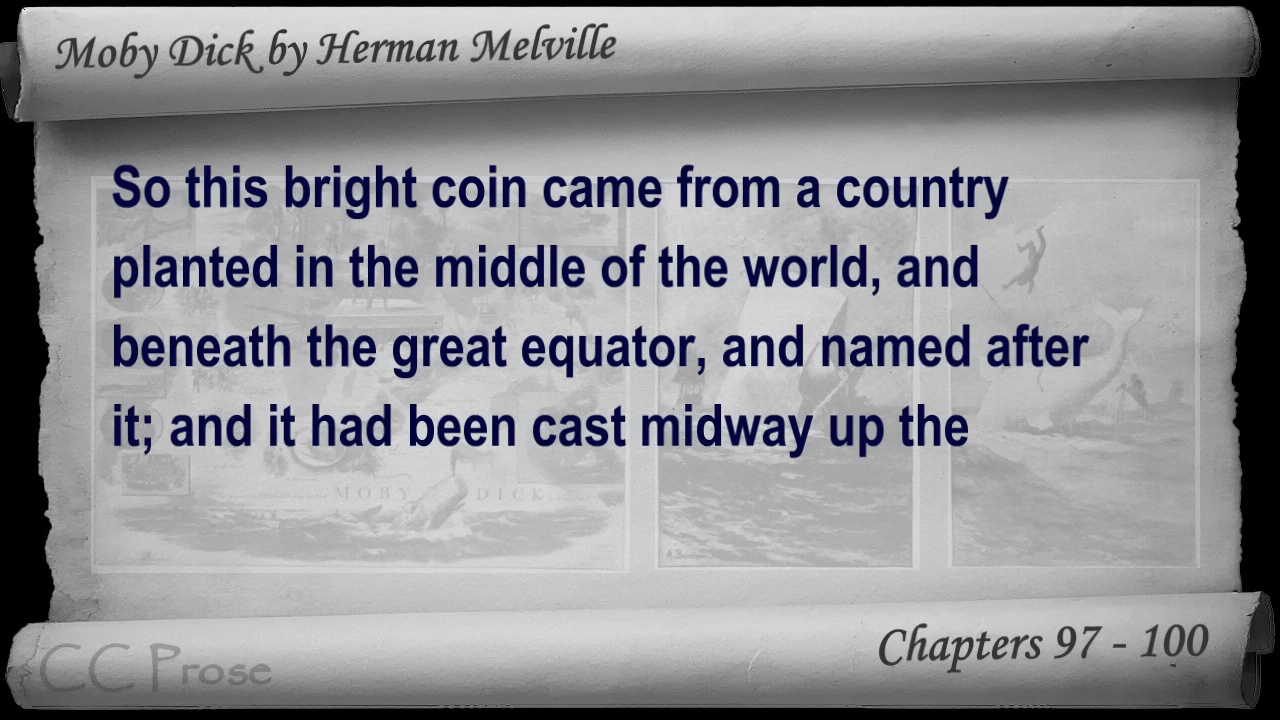 Moby Dick by Herman Melville
So this bright coin came from a country
planted in the middle of the world, and
beneath the great equator, and named after
it; and it had been cast midway up the
MOBY DICK
Chapters 97 - 100
CC Prose